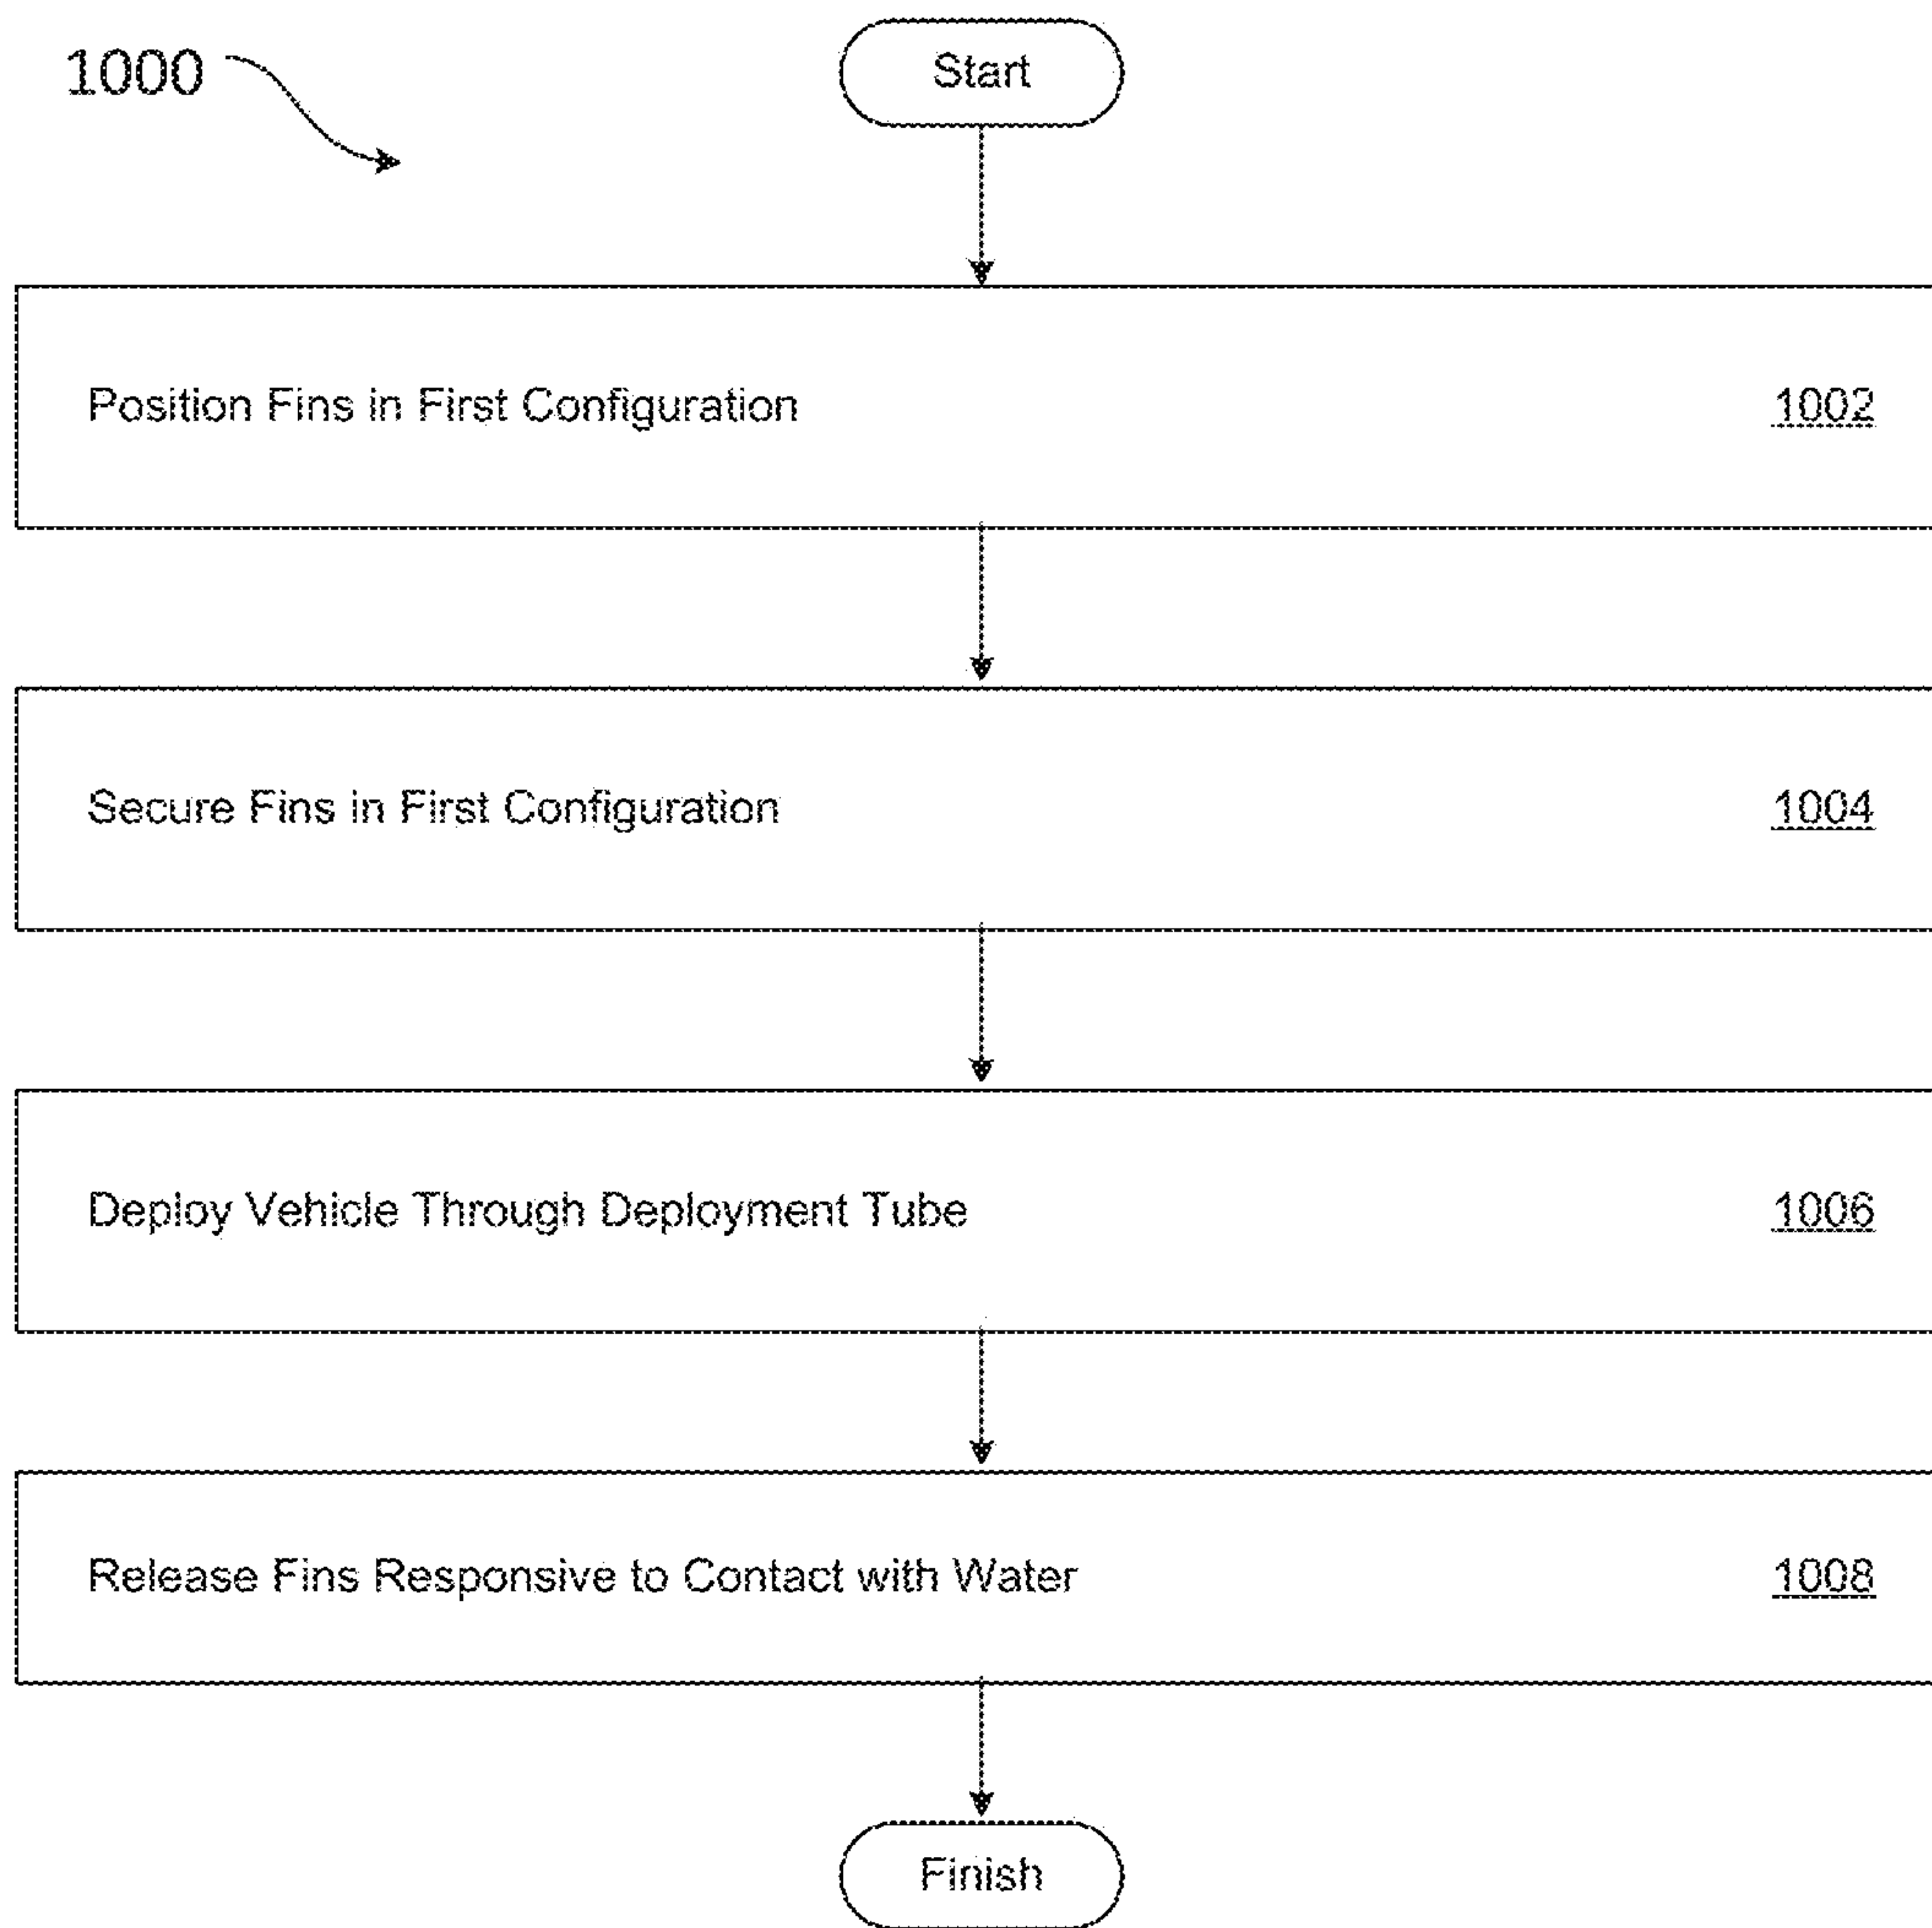 1000
Start
Position Fins in First Configuration 1002
Secure Fins in First Configuration 1004
Deploy Vehicle Through Deployment Tube 1006
Release Fins Responsive to Contact with Water 1008
Finish